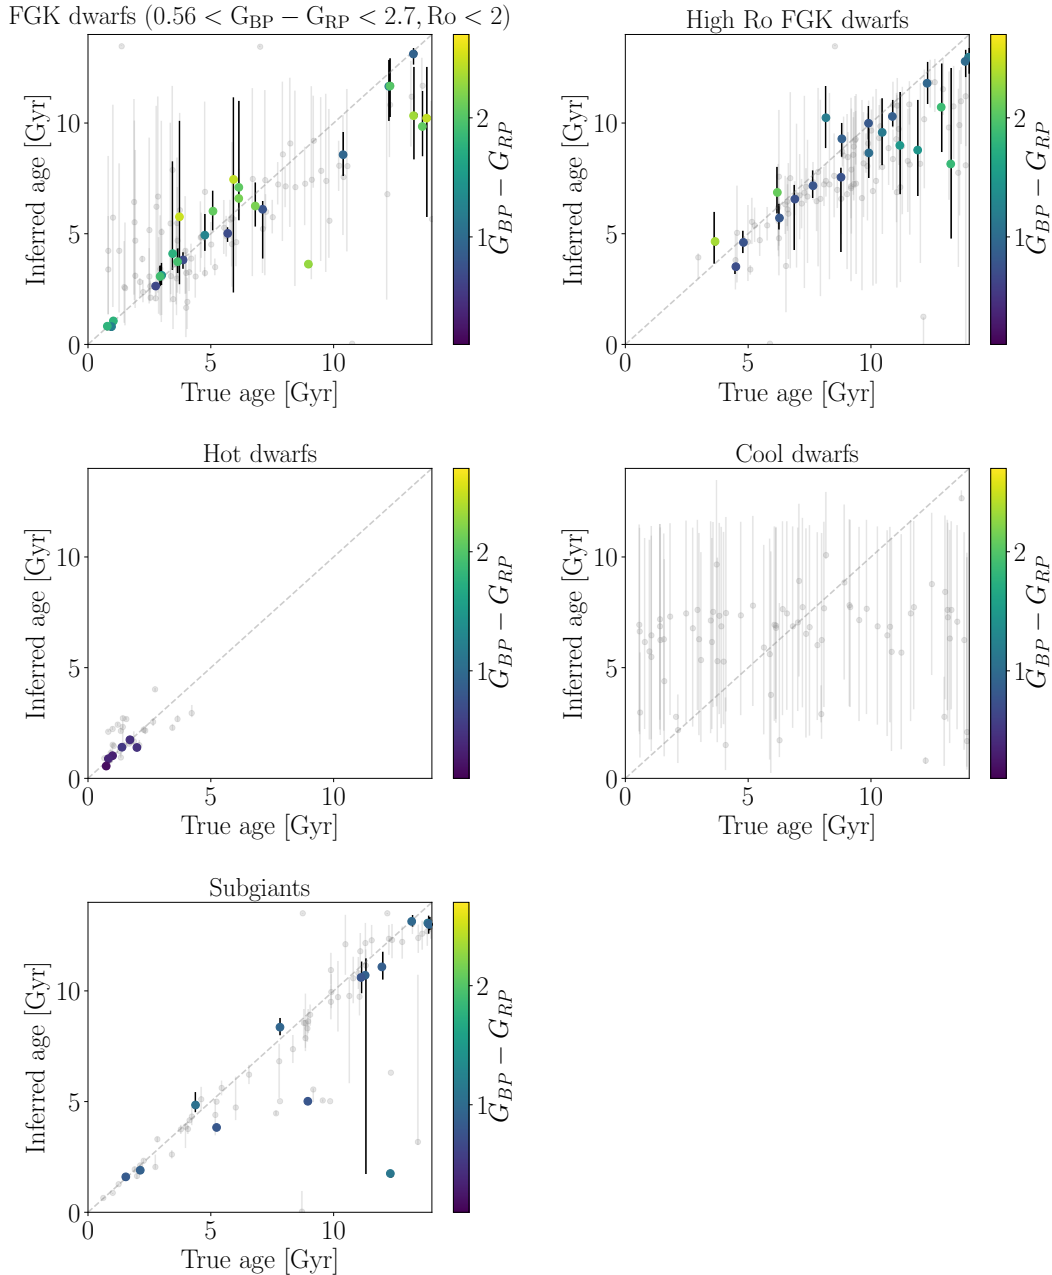 FGK dwarfs (0.56 < G_BP − G_RP < 2.7, Ro < 2)
Inferred age [Gyr]
10
5
0
0 5 10
True age [Gyr]
2
1
G_BP − G_RP
High Ro FGK dwarfs
Inferred age [Gyr]
10
5
0
0 5 10
True age [Gyr]
2
1
G_BP − G_RP
Hot dwarfs
Inferred age [Gyr]
10
5
0
0 5 10
True age [Gyr]
2
1
G_BP − G_RP
Cool dwarfs
Inferred age [Gyr]
10
5
0
0 5 10
True age [Gyr]
2
1
G_BP − G_RP
Subgiants
Inferred age [Gyr]
10
5
0
0 5 10
True age [Gyr]
2
1
G_BP − G_RP